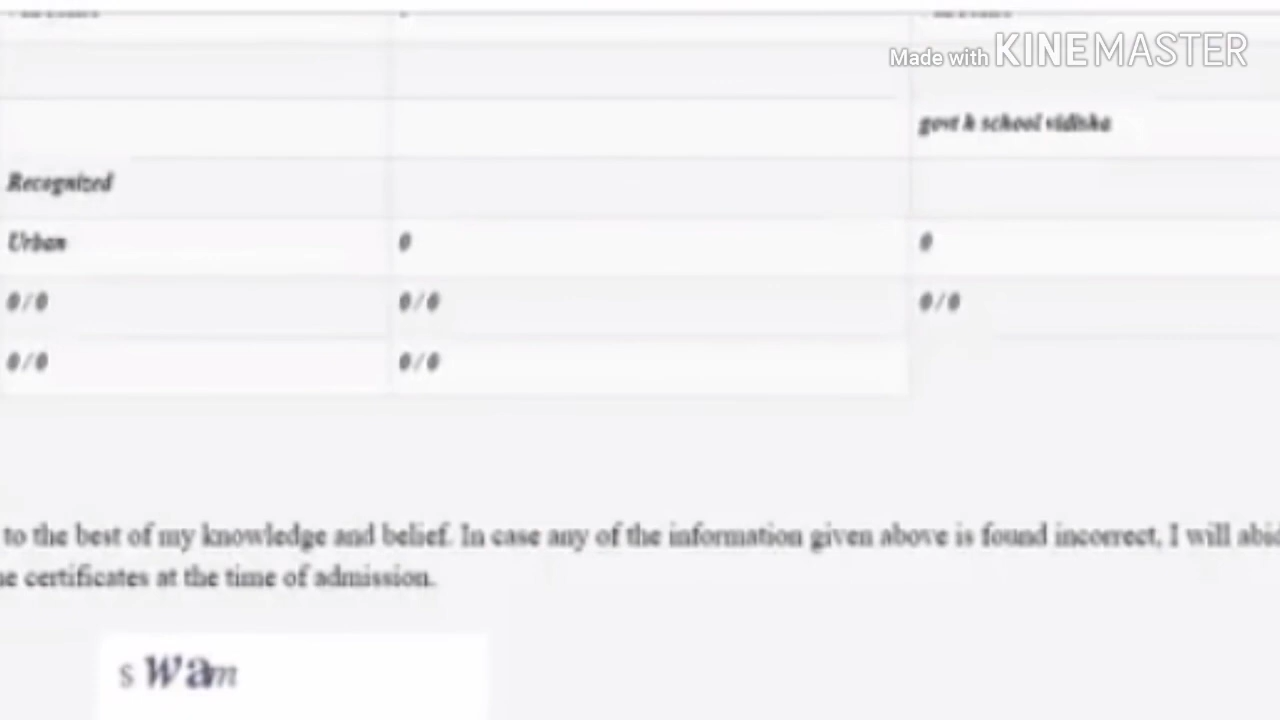 Made with KINEMASTER
govt h school vidisha
Recognized
Urban 0 0
0 / 0 0 / 0 0 / 0
0 / 0 0 / 0
to the best of my knowledge and belief. In case any of the information given above is found incorrect, I will
certificates at the time of admission.
s Wam